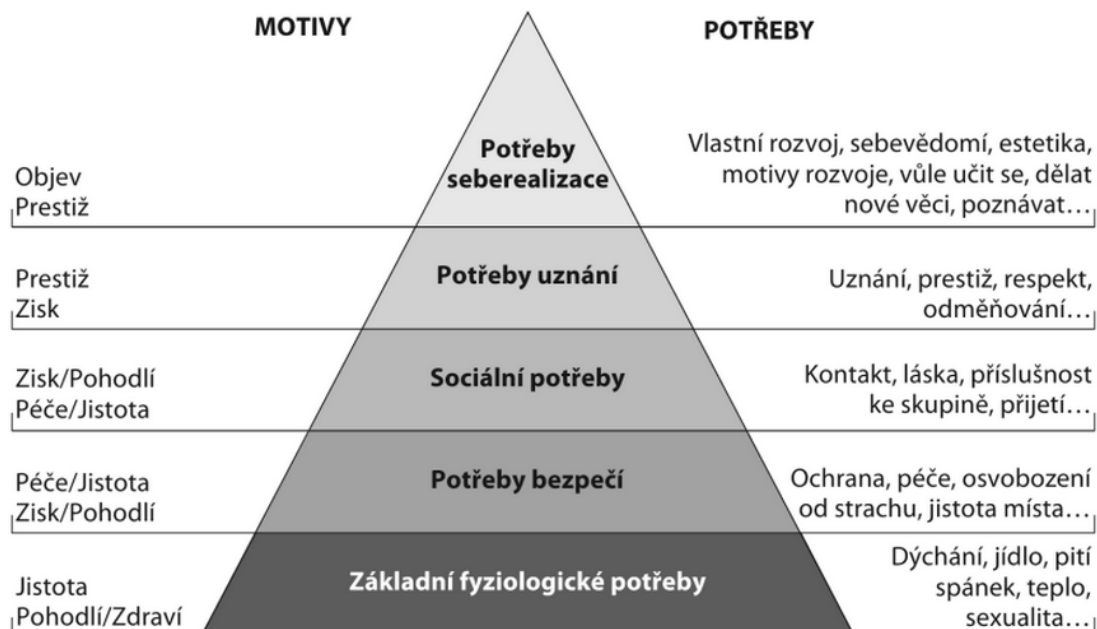 MOTIVY
POTŘEBY
Objev
Prestiž
Potřeby
seberealizace
Vlastní rozvoj, sebevědomí, estetika,
motivy rozvoje, vůle učit se, dělat
nové věci, poznávat…
Prestiž
Zisk
Potřeby uznání
Uznání, prestiž, respekt,
odměňování…
Zisk/Pohodlí
Péče/Jistota
Sociální potřeby
Kontakt, láska, příslušnost
ke skupině, přijetí…
Péče/Jistota
Zisk/Pohodlí
Potřeby bezpečí
Ochrana, péče, osvobození
od strachu, jistota místa…
Jistota
Pohodlí/Zdraví
Základní fyziologické potřeby
Dýchání, jídlo, pití
spánek, teplo,
sexualita…